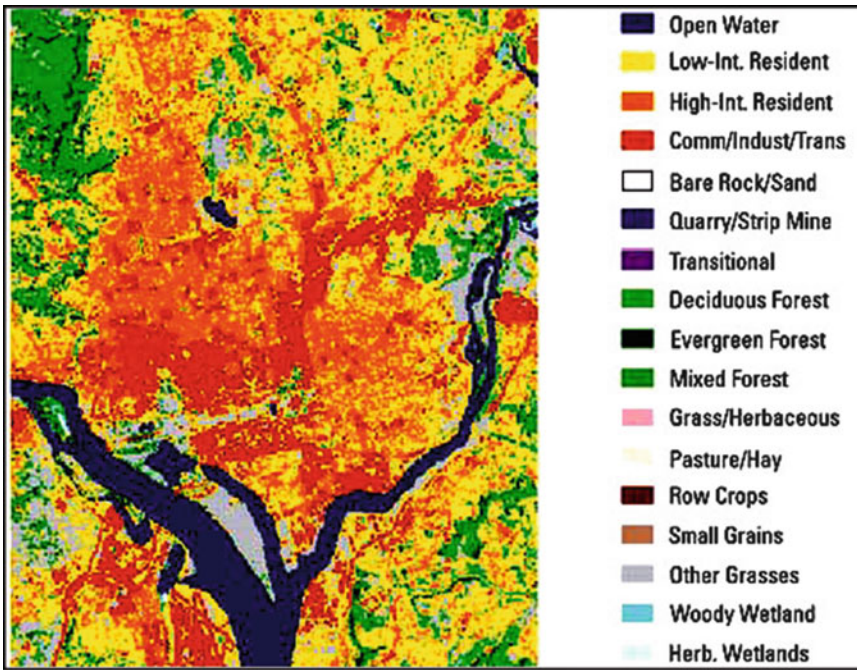 Open Water
Low-Int. Resident
High-Int. Resident
Comm/Indust/Trans
Bare Rock/Sand
Quarry/Strip Mine
Transitional
Deciduous Forest
Evergreen Forest
Mixed Forest
Grass/Herbaceous
Pasture/Hay
Row Crops
Small Grains
Other Grasses
Woody Wetland
Herb. Wetlands